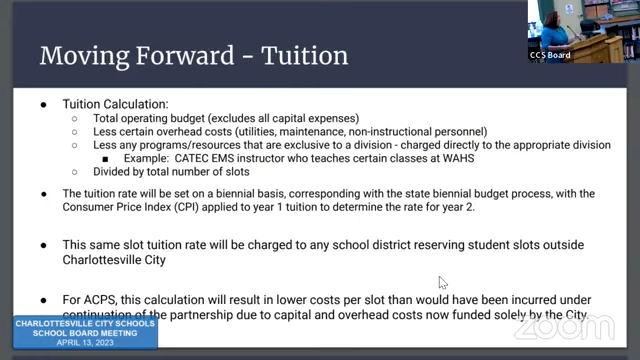 CCS Board
Moving Forward - Tuition
● Tuition Calculation:
○ Total operating budget (excludes all capital expenses)
○ Less certain overhead costs (utilities, maintenance, non-instructional personnel)
○ Less any programs/resources that are exclusive to a division - charged directly to the appropriate division
■ Example: CATEC EMS instructor who teaches certain classes at WAHS
○ Divided by total number of slots
● The tuition rate will be set on a biennial basis, corresponding with the state biennial budget process, with the
Consumer Price Index (CPI) applied to year 1 tuition to determine the rate for year 2.
● This same slot tuition rate will be charged to any school district reserving student slots outside
Charlottesville City
● For ACPS, this calculation will result in lower costs per slot than would have been incurred under
continuation of the partnership due to capital and overhead costs now funded solely by the City.
CHARLOTTESVILLE CITY SCHOOLS
SCHOOL BOARD MEETING
APRIL 13, 2023
zoom